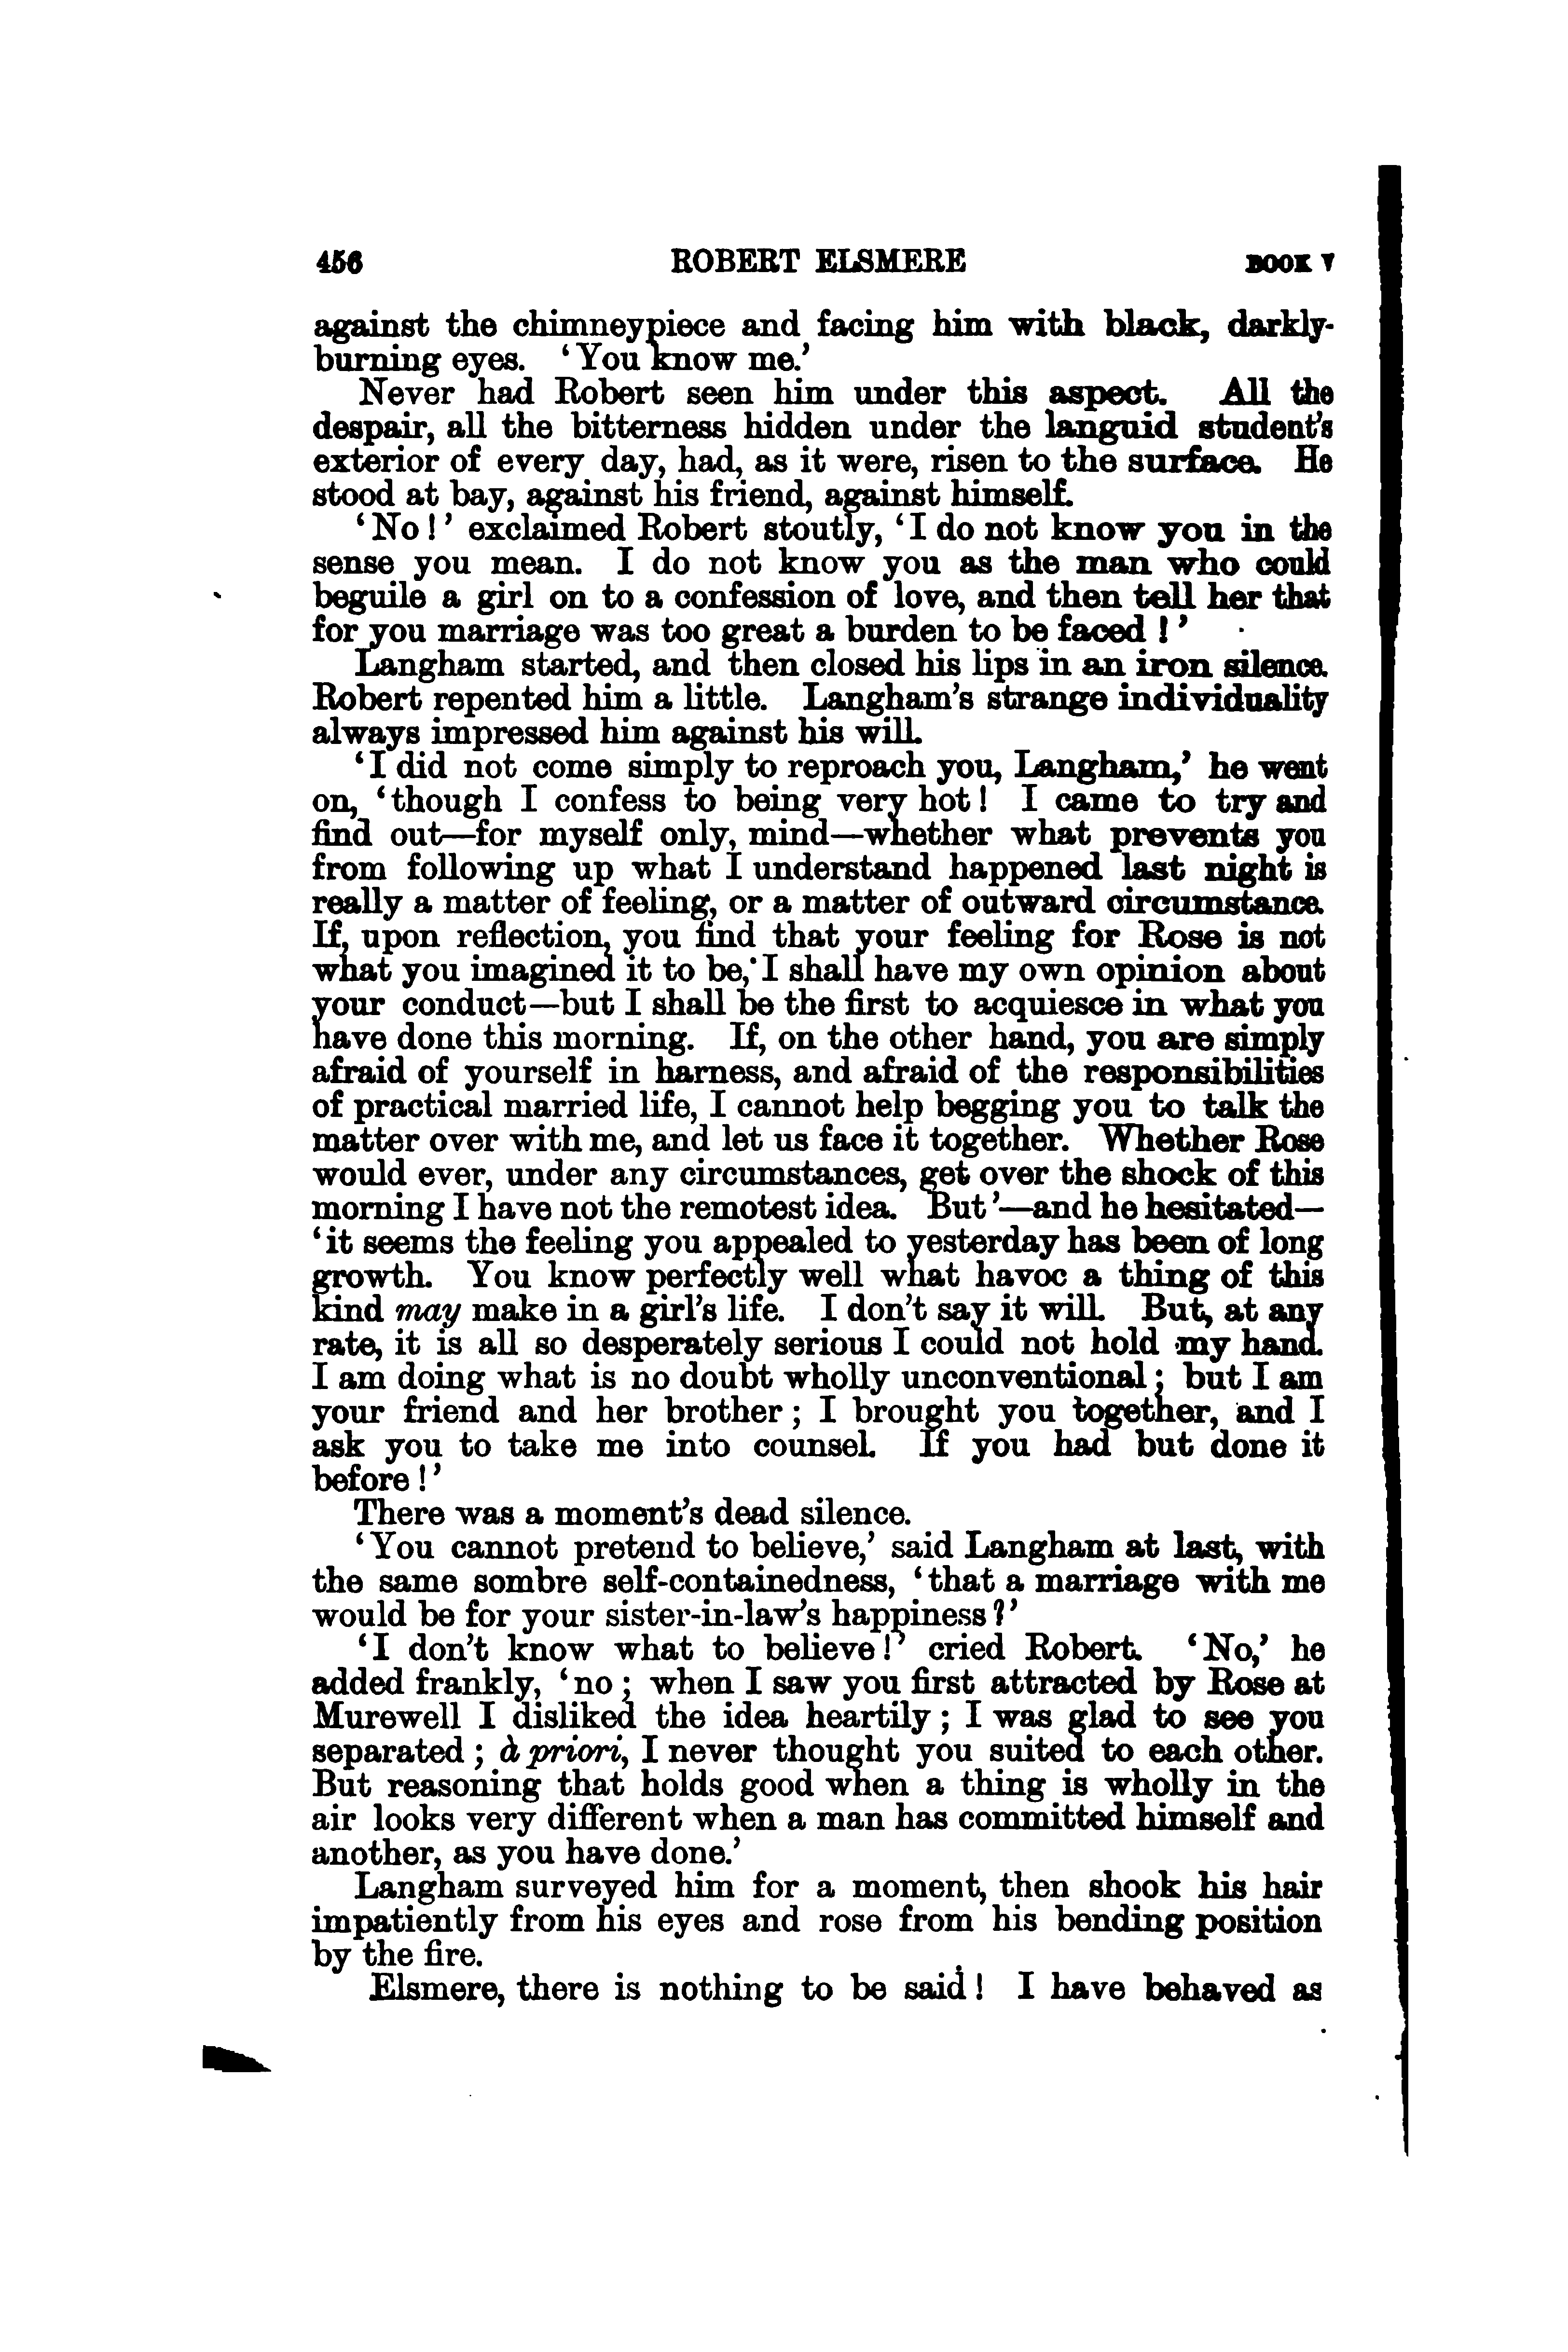 456 ROBERT ELSMERE BOOK V
against the chimneypiece and facing him with black, darkly-
burning eyes. ‘You know me.’
Never had Robert seen him under this aspect. All the
despair, all the bitterness hidden under the languid student’s
exterior of every day, had, as it were, risen to the surface. He
stood at bay, against his friend, against himself.
‘No!’ exclaimed Robert stoutly, ‘I do not know you in the
sense you mean. I do not know you as the man who could
beguile a girl on to a confession of love, and then tell her that
for you marriage was too great a burden to be faced!’
Langham started, and then closed his lips in an iron silence.
Robert repented him a little. Langham’s strange individuality
always impressed him against his will.
‘I did not come simply to reproach you, Langham,’ he went
on, ‘though I confess to being very hot! I came to try and
find out—for myself only, mind—whether what prevents you
from following up what I understand happened last night is
really a matter of feeling, or a matter of outward circumstance.
If, upon reflection, you find that your feeling for Rose is not
what you imagined it to be, I shall have my own opinion about
your conduct—but I shall be the first to acquiesce in what you
have done this morning. If, on the other hand, you are simply
afraid of yourself in harness, and afraid of the responsibilities
of practical married life, I cannot help begging you to talk the
matter over with me, and let us face it together. Whether Rose
would ever, under any circumstances, get over the shock of this
morning I have not the remotest idea. But’—and he hesitated—
‘it seems the feeling you appealed to yesterday has been of long
growth. You know perfectly well what havoc a thing of this
kind may make in a girl’s life. I don’t say it will. But, at any
rate, it is all so desperately serious I could not hold my hand.
I am doing what is no doubt wholly unconventional; but I am
your friend and her brother; I brought you together, and I
ask you to take me into counsel. If you had but done it
before!’
There was a moment’s dead silence.
‘You cannot pretend to believe,’ said Langham at last, with
the same sombre self-containedness, ‘that a marriage with me
would be for your sister-in-law’s happiness?’
‘I don’t know what to believe!’ cried Robert. ‘No,’ he
added frankly, ‘no; when I saw you first attracted by Rose at
Murewell I disliked the idea heartily; I was glad to see you
separated; à priori, I never thought you suited to each other.
But reasoning that holds good when a thing is wholly in the
air looks very different when a man has committed himself and
another, as you have done.’
Langham surveyed him for a moment, then shook his hair
impatiently from his eyes and rose from his bending position
by the fire.
Elsmere, there is nothing to be said! I have behaved as